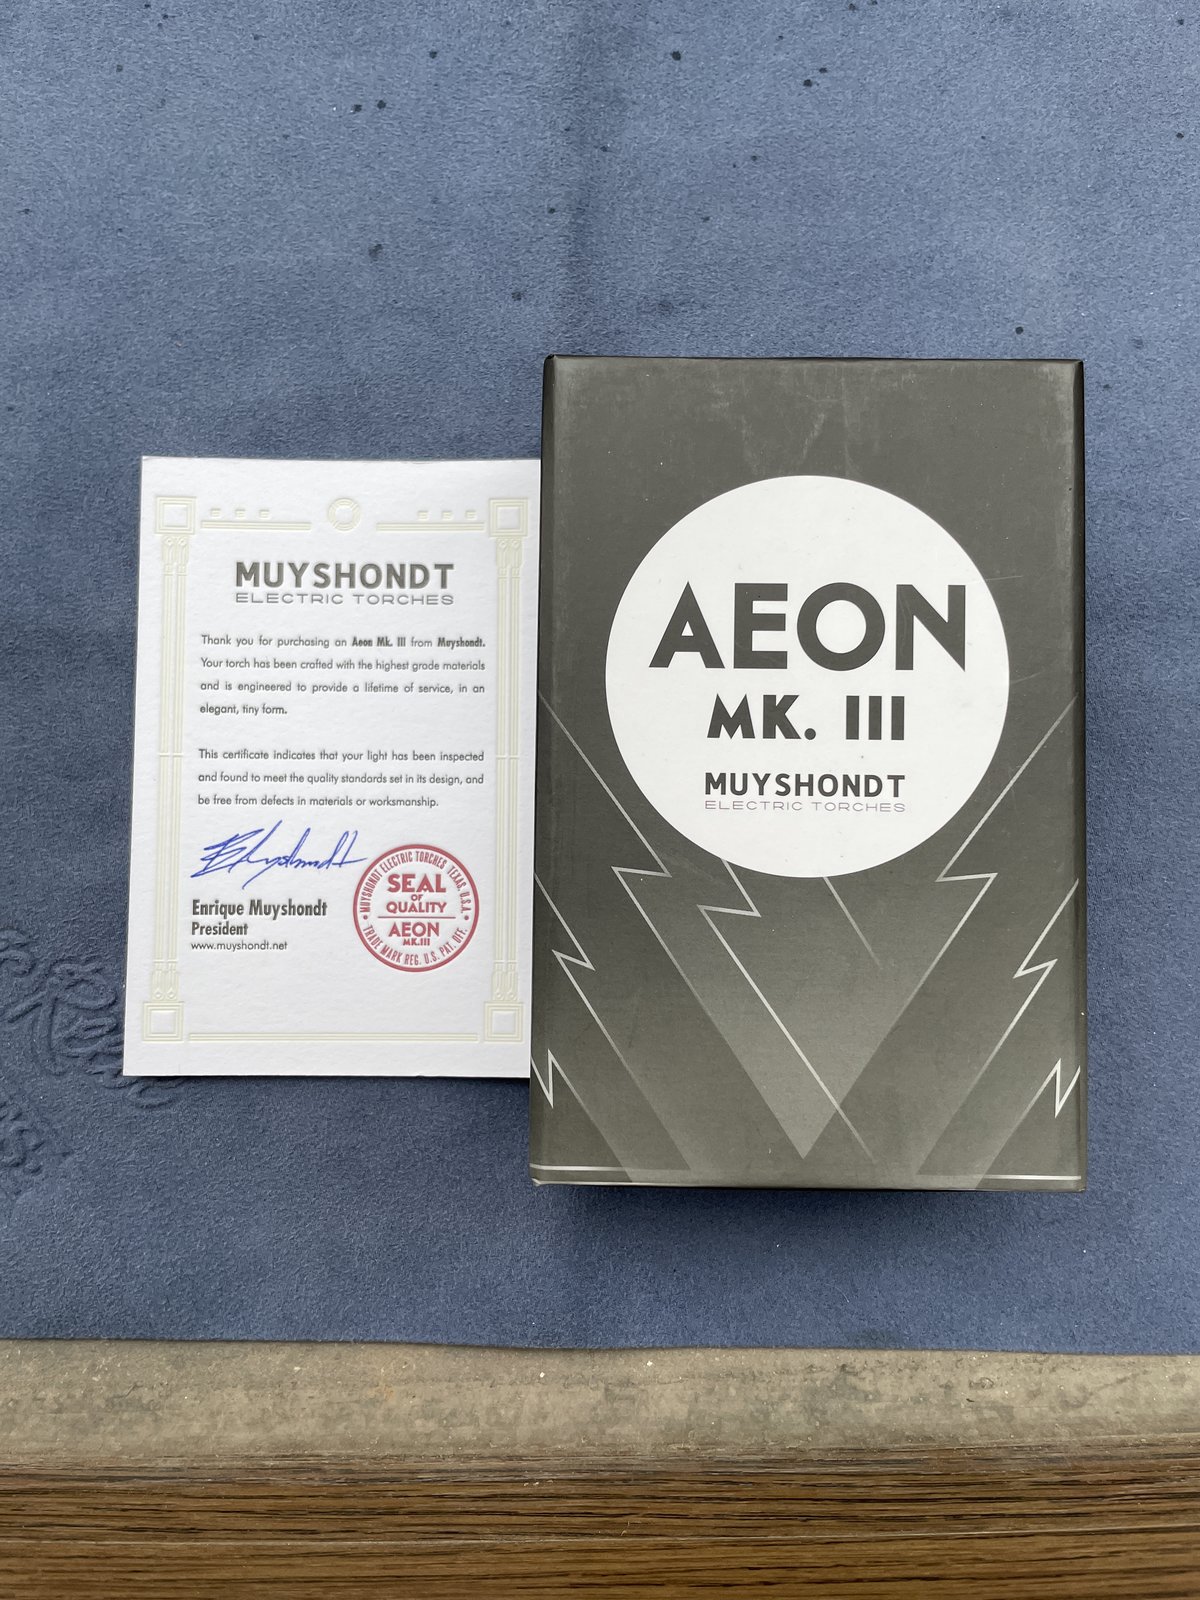 MUYSHONDT
ELECTRIC TORCHES
Thank you for purchasing an Aeon Mk. III from Muyshondt.
Your torch has been crafted with the highest grade materials
and is engineered to provide a lifetime of service, in an
elegant, tiny form.
This certificate indicates that your light has been inspected
and found to meet the quality standards set in its design, and
be free from defects in materials or worksmanship.
EMuyshondt
Enrique Muyshondt
President
www.muyshondt.net
MUYSHONDT ELECTRIC TORCHES TEXAS, U.S.A.
SEAL
OF
QUALITY
AEON
MK.III
TRADE MARK REG. U.S. PAT. OFF.
AEON
MK. III
MUYSHONDT
ELECTRIC TORCHES